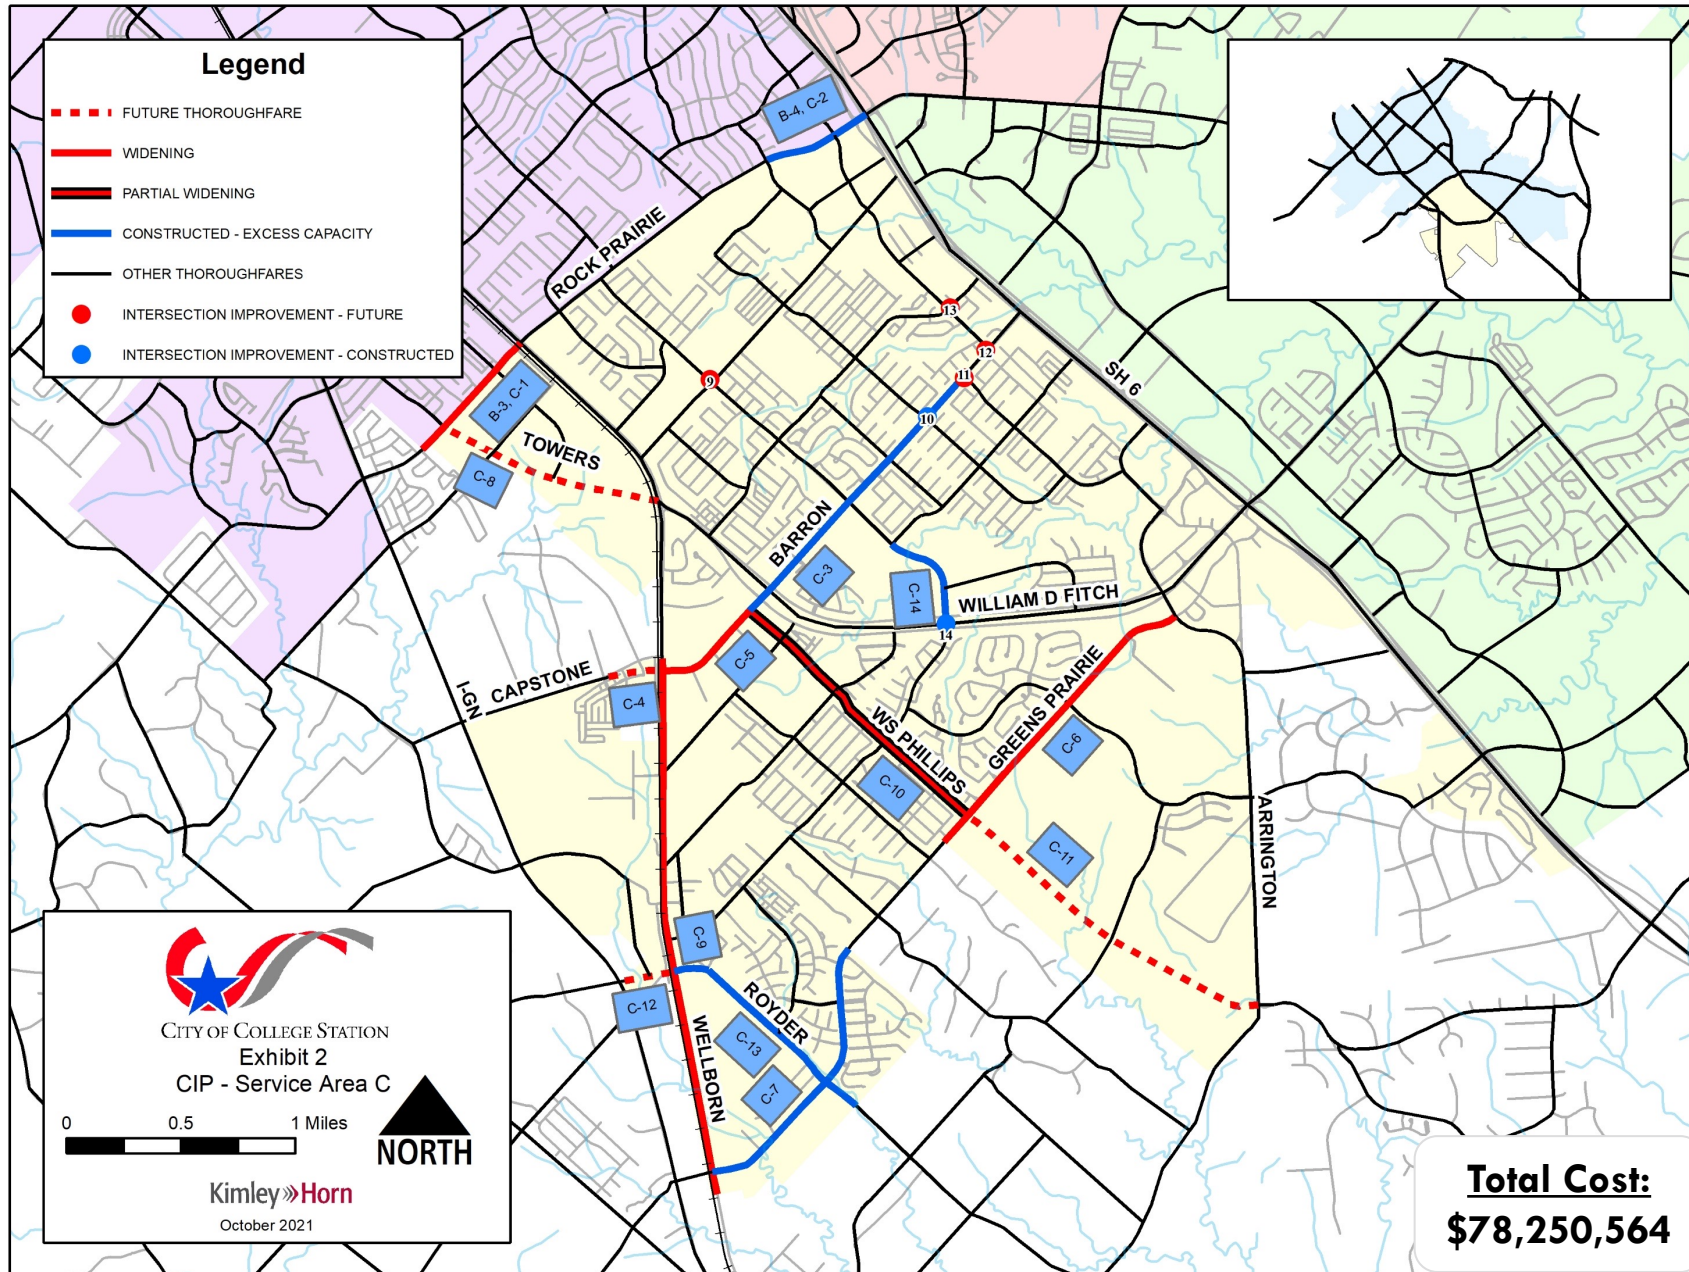 Legend
FUTURE THOROUGHFARE
WIDENING
PARTIAL WIDENING
CONSTRUCTED - EXCESS CAPACITY
OTHER THOROUGHFARES
INTERSECTION IMPROVEMENT - FUTURE
INTERSECTION IMPROVEMENT - CONSTRUCTED
B-4, C-2
ROCK PRAIRIE
13
12
11
9
10
SH 6
B-3, C-1
TOWERS
C-8
BARRON
C-3
C-14
WILLIAM D FITCH
14
C-5
CAPSTONE
I-GN
C-4
WS PHILLIPS
GREENS PRAIRIE
C-6
C-10
C-11
ARRINGTON
C-9
C-12
ROYDER
C-13
C-7
WELLBORN
CITY OF COLLEGE STATION
Exhibit 2
CIP - Service Area C
0 0.5 1 Miles
NORTH
Kimley»Horn
October 2021
Total Cost:
$78,250,564